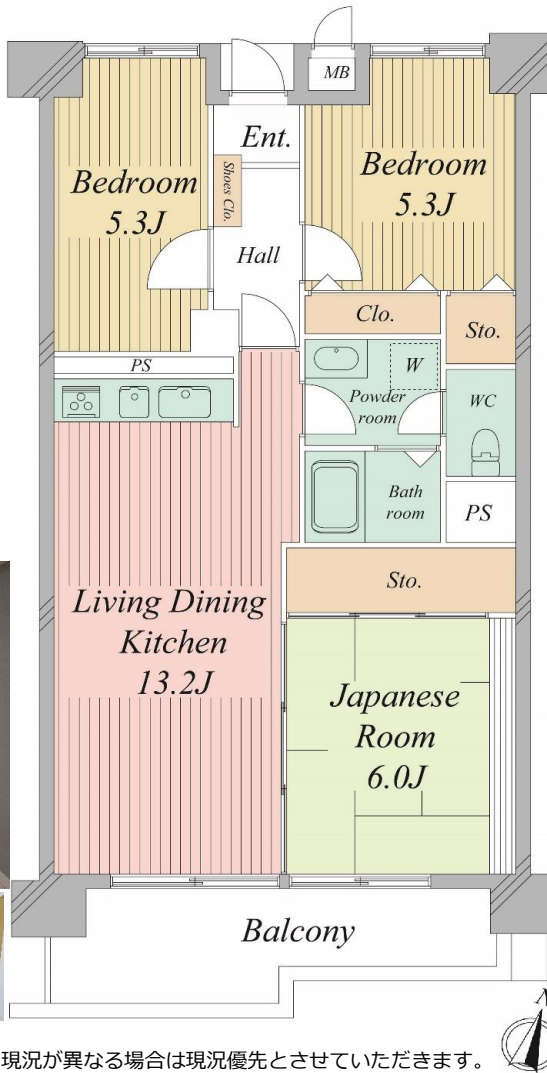 MB
Ent.
Bedroom
5.3J
Bedroom
5.3J
Shoes Clo.
Hall
Clo.
Sto.
PS
W
Powder
room
WC
Bath
room
PS
Sto.
Living Dining
Kitchen
13.2J
Japanese
Room
6.0J
Balcony
N
現況が異なる場合は現況優先とさせていただきます。